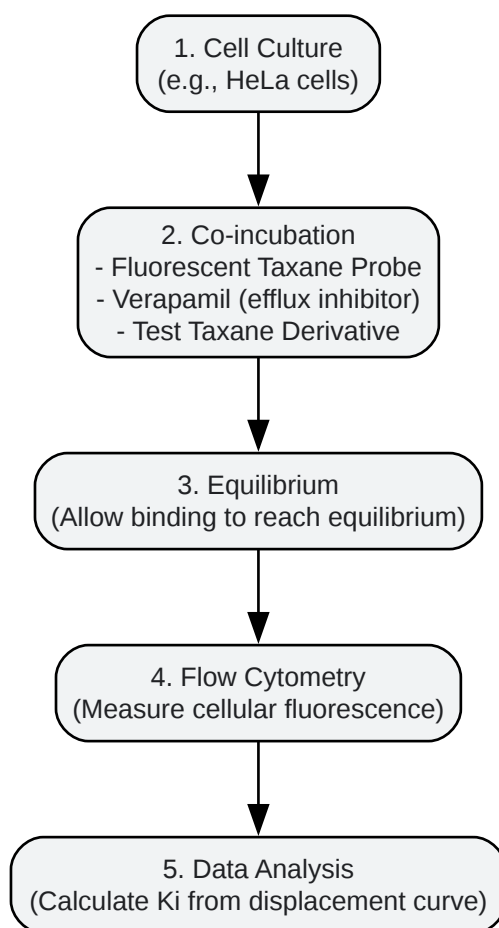 1. Cell Culture
(e.g., HeLa cells)
2. Co-incubation
- Fluorescent Taxane Probe
- Verapamil (efflux inhibitor)
- Test Taxane Derivative
3. Equilibrium
(Allow binding to reach equilibrium)
4. Flow Cytometry
(Measure cellular fluorescence)
5. Data Analysis
(Calculate Ki from displacement curve)